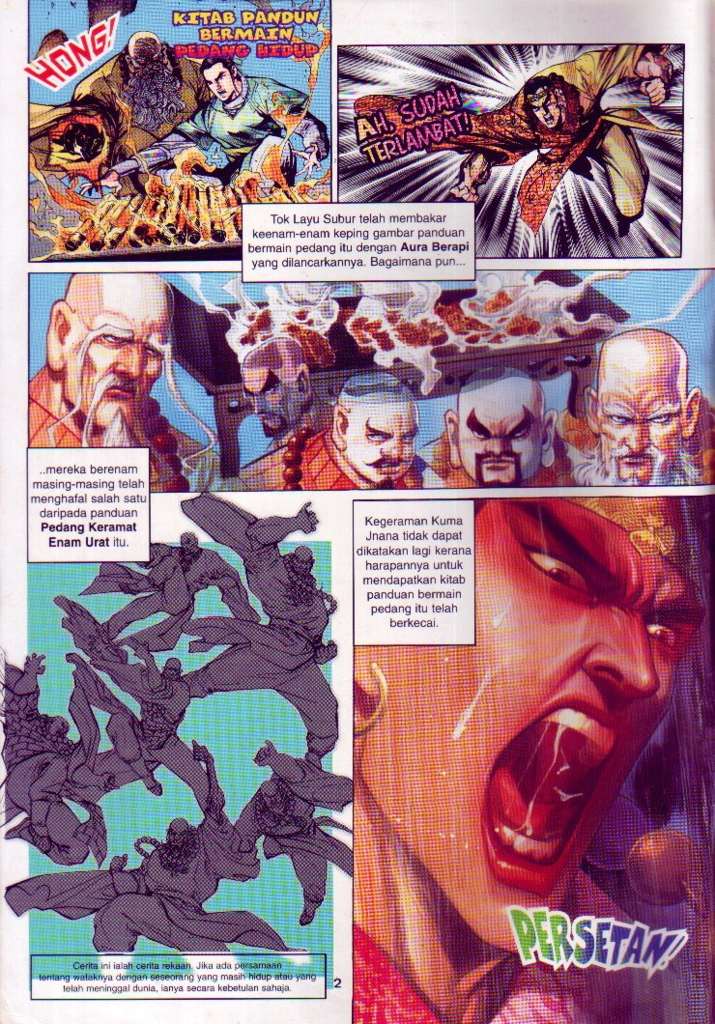 HONG!
KITAB PANDUN
BERMAIN
PEDANG HIDUP
AH, SUDAH
TERLAMBAT!
Tok Layu Subur telah membakar
keenam-enam keping gambar panduan
bermain pedang itu dengan Aura Berapi
yang dilancarkannya. Bagaimana pun...
..mereka berenam
masing-masing telah
menghafal salah satu
daripada panduan
Pedang Keramat
Enam Urat itu.
Kegeraman Kuma
Jnana tidak dapat
dikatakan lagi kerana
harapannya untuk
mendapatkan kitab
panduan bermain
pedang itu telah
berkecai.
PERSETAN!
Cerita ini ialah cerita rekaan. Jika ada persamaan
tentang wataknya dengan seseorang yang masih hidup atau yang
telah meninggal dunia, ianya secara kebetulan sahaja.
2